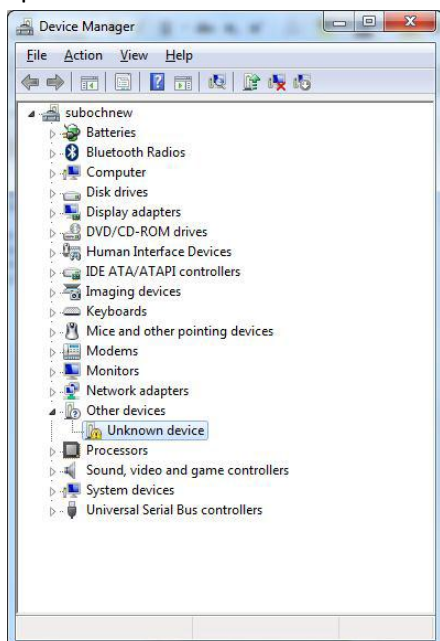 Device Manager
File Action View Help
subochnew
Batteries
Bluetooth Radios
Computer
Disk drives
Display adapters
DVD/CD-ROM drives
Human Interface Devices
IDE ATA/ATAPI controllers
Imaging devices
Keyboards
Mice and other pointing devices
Modems
Monitors
Network adapters
Other devices
Unknown device
Processors
Sound, video and game controllers
System devices
Universal Serial Bus controllers